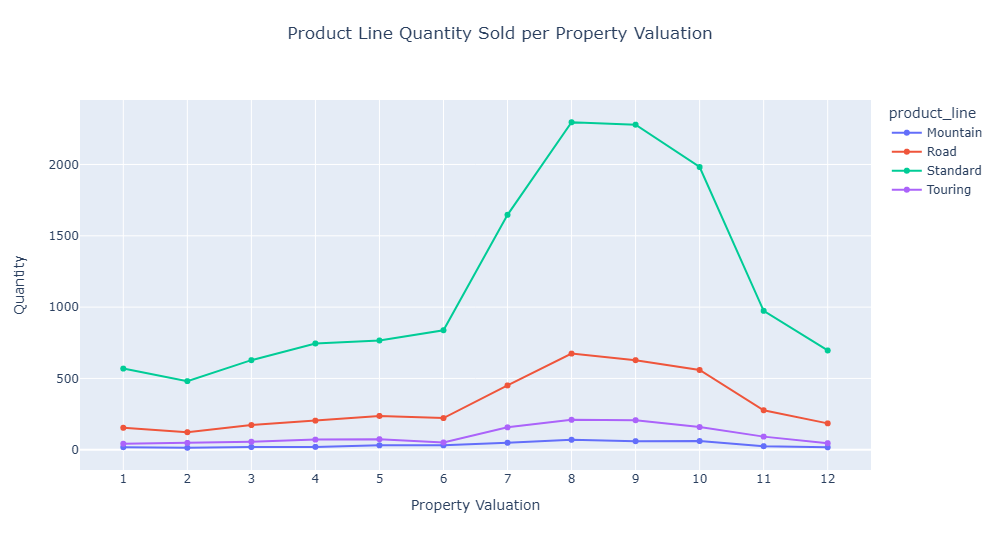 Product Line Quantity Sold per Property Valuation
product_line
Mountain
Road
Standard
Touring
Quantity
2000
1500
1000
500
0
1 2 3 4 5 6 7 8 9 10 11 12
Property Valuation